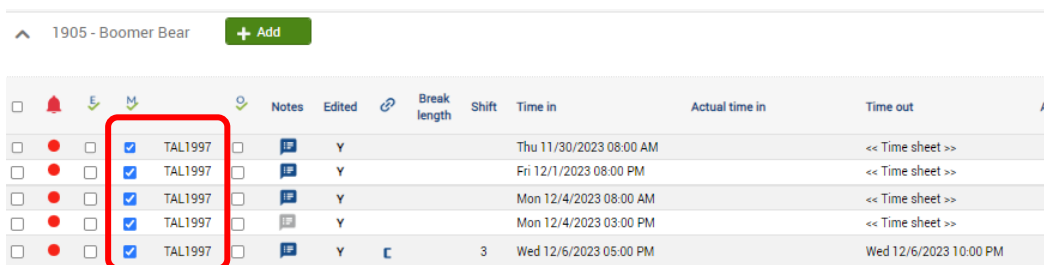 1905 - Boomer Bear + Add
E M O Notes Edited Break length Shift Time in Actual time in Time out A
TAL1997 Y Thu 11/30/2023 08:00 AM << Time sheet >>
TAL1997 Y Fri 12/1/2023 08:00 PM << Time sheet >>
TAL1997 Y Mon 12/4/2023 08:00 AM << Time sheet >>
TAL1997 Y Mon 12/4/2023 03:00 PM << Time sheet >>
TAL1997 Y 3 Wed 12/6/2023 05:00 PM Wed 12/6/2023 10:00 PM